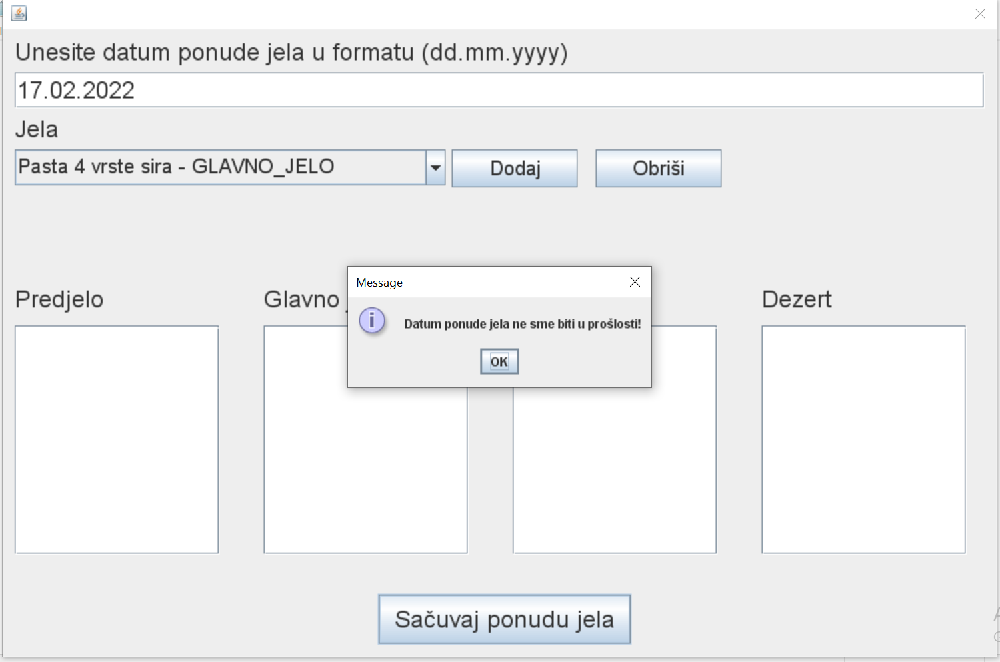 Unesite datum ponude jela u formatu (dd.mm.yyyy)
17.02.2022
Jela
Pasta 4 vrste sira - GLAVNO_JELO
Dodaj
Obriši
Message
Datum ponude jela ne sme biti u prošlosti!
OK
Predjelo
Glavno
Dezert
Sačuvaj ponudu jela